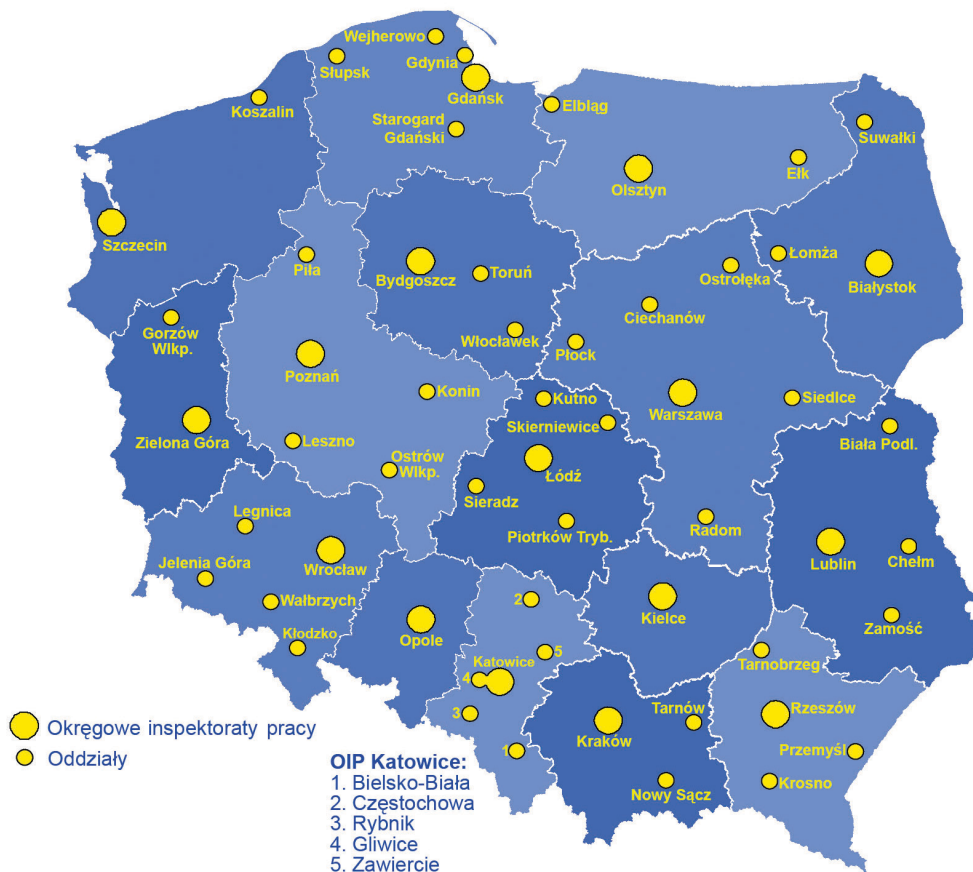 Wejherowo
Słupsk
Gdynia
Gdańsk
Koszalin
Starogard
Gdański
Elbląg
Suwałki
Ełk
Olsztyn
Szczecin
Piła
Bydgoszcz
Toruń
Łomża
Ostrołęka
Białystok
Ciechanów
Gorzów
Wlkp.
Włocławek
Płock
Poznań
Konin
Kutno
Warszawa
Siedlce
Skierniewice
Zielona Góra
Leszno
Biała Podl.
Ostrów
Wlkp.
Łódź
Sieradz
Legnica
Radom
Piotrków Tryb.
Wrocław
Jelenia Góra
Lublin
Chełm
Wałbrzych
2
Kielce
Zamość
Kłodzko
Opole
5
Katowice
4
Tarnobrzeg
3
Tarnów
Rzeszów
Kraków
Przemyśl
1
Nowy Sącz
Krosno
Okręgowe inspektoraty pracy
Oddziały
OIP Katowice:
1. Bielsko-Biała
2. Częstochowa
3. Rybnik
4. Gliwice
5. Zawiercie